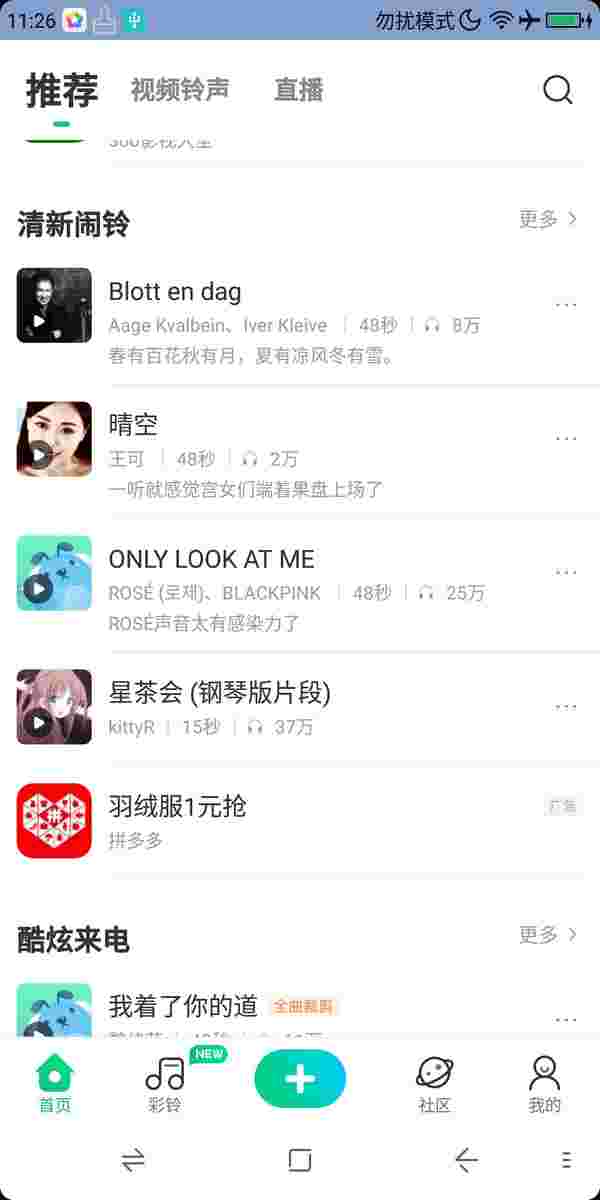 11:26 勿扰模式
推荐 视频铃声 直播
360影视大全
清新闹铃 更多
Blott en dag
Aage Kvalbein、Iver Kleive 48秒 8万
春有百花秋有月，夏有凉风冬有雪。
晴空
王可 48秒 2万
一听就感觉宫女们端着果盘上场了
ONLY LOOK AT ME
ROSÉ (로제)、BLACKPINK 48秒 25万
ROSÉ声音太有感染力了
星茶会 (钢琴版片段)
kittyR 15秒 37万
拼
羽绒服1元抢 广告
拼多多
酷炫来电 更多
我着了你的道 全曲裁剪
NEW
首页 彩铃 社区 我的